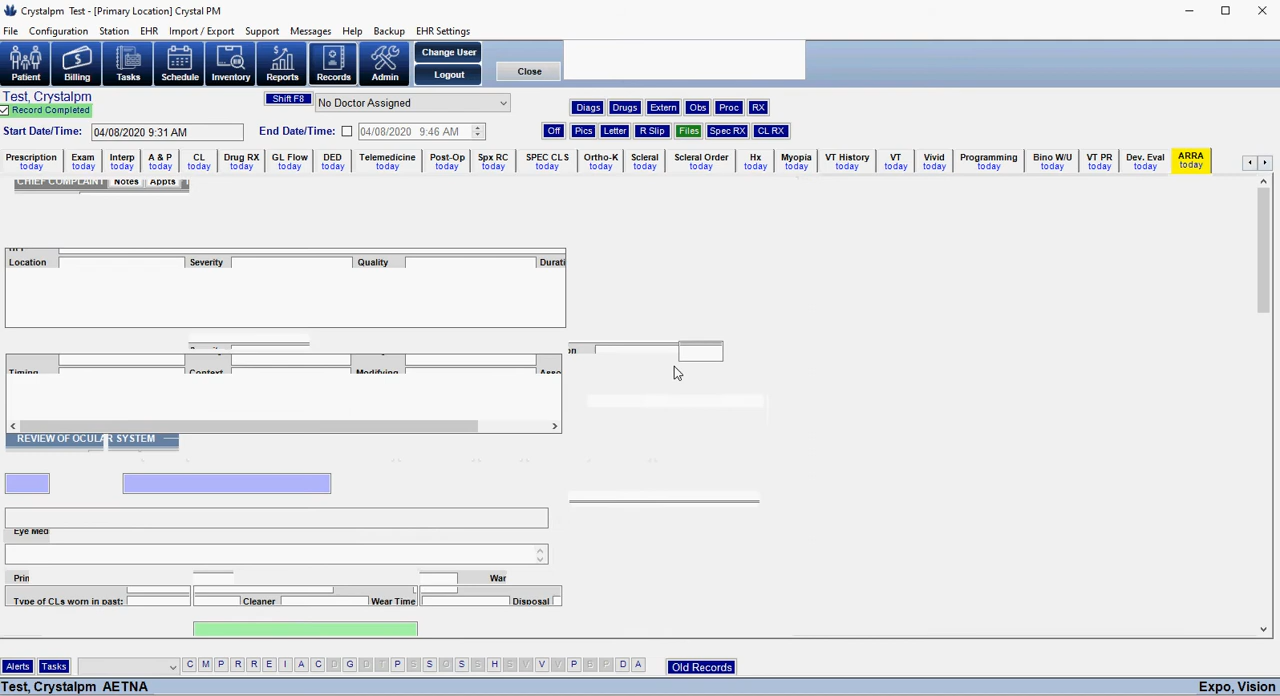 Crystalpm Test - [Primary Location] Crystal PM
File Configuration Station EHR Import / Export Support Messages Help Backup EHR Settings
Patient Billing Tasks Schedule Inventory Reports Records Admin Change User Logout Close
Test, Crystalpm Shift F8 No Doctor Assigned Diags Drugs Extern Obs Proc RX
Record Completed
Start Date/Time: 04/08/2020 9:31 AM End Date/Time: 04/08/2020 9:46 AM Off Pics Letter R Slip Files Spec RX CL RX
Prescription Exam Interp A & P CL Drug RX GL Flow DED Telemedicine Post-Op Spx RC SPEC CLS Ortho-K Scleral Scleral Order Hx Myopia VT History VT Vivid Programming Bino W/U VT PR Dev. Eval ARRA
today today today today today today today today today today today today today today today today today today today today today today today today today
CHIEF COMPLAINT Notes Appts
Location Severity Quality Durati
on
Timing Context Modifying Asso
REVIEW OF OCULAR SYSTEM
Eye Med
Prin War
Type of CLs worn in past: Cleaner Wear Time Disposal
Alerts Tasks C M P R R E I A C D G D T P S S O S S H S V V V P B P D A Old Records
Test, Crystalpm AETNA Expo, Vision